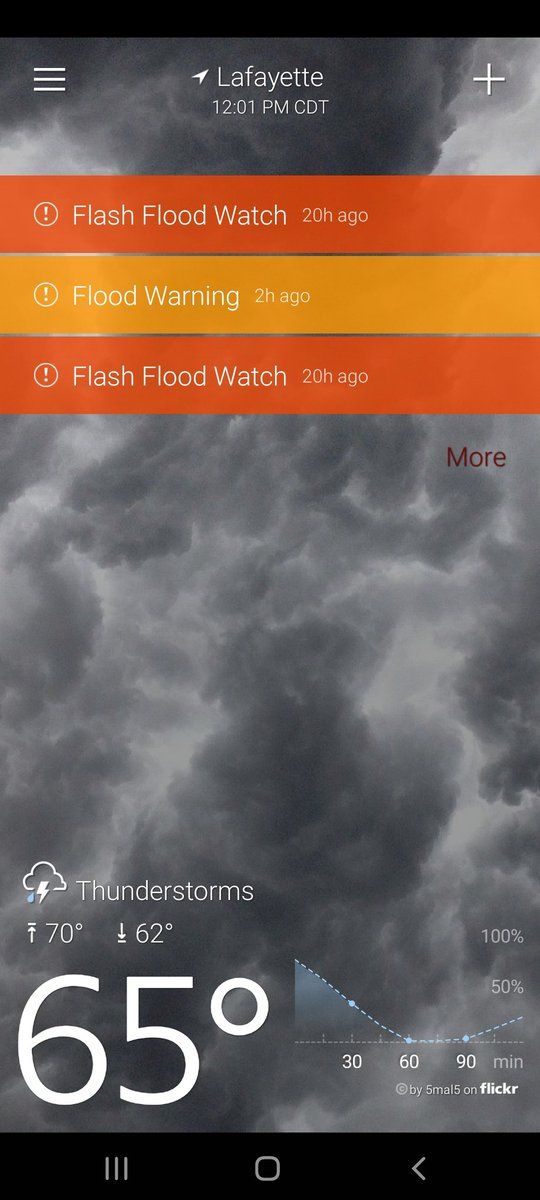 Lafayette
12:01 PM CDT
Flash Flood Watch 20h ago
Flood Warning 2h ago
Flash Flood Watch 20h ago
More
Thunderstorms
70° 62°
65°
100%
50%
30 60 90 min
© by 5mal5 on flickr